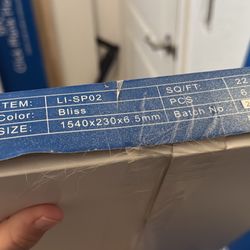 ITEM: LI-SP02 SQ/FT: 22
Color: Bliss PCS 6
SIZE: 1540x230x6.5mm Batch No